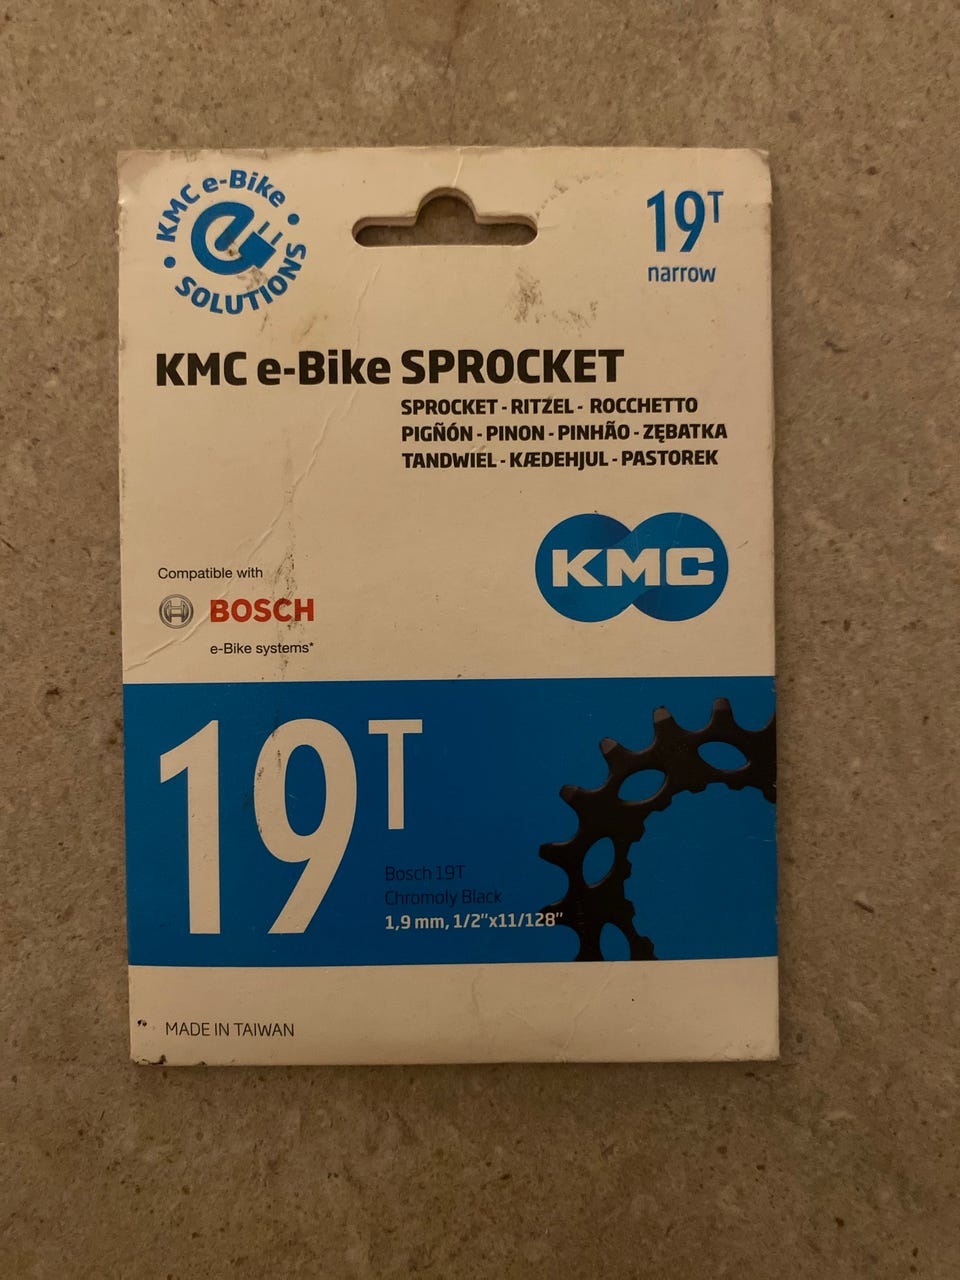 KMC e-Bike
SOLUTIONS
19T
narrow
KMC e-Bike SPROCKET
SPROCKET - RITZEL - ROCCHETTO
PIGÑÓN - PINON - PINHÃO - ZĘBATKA
TANDWIEL - KÆDEHJUL - PASTOREK
KMC
Compatible with
BOSCH
e-Bike systems*
19T
Bosch 19T
Chromoly Black
1,9 mm, 1/2"x11/128"
MADE IN TAIWAN